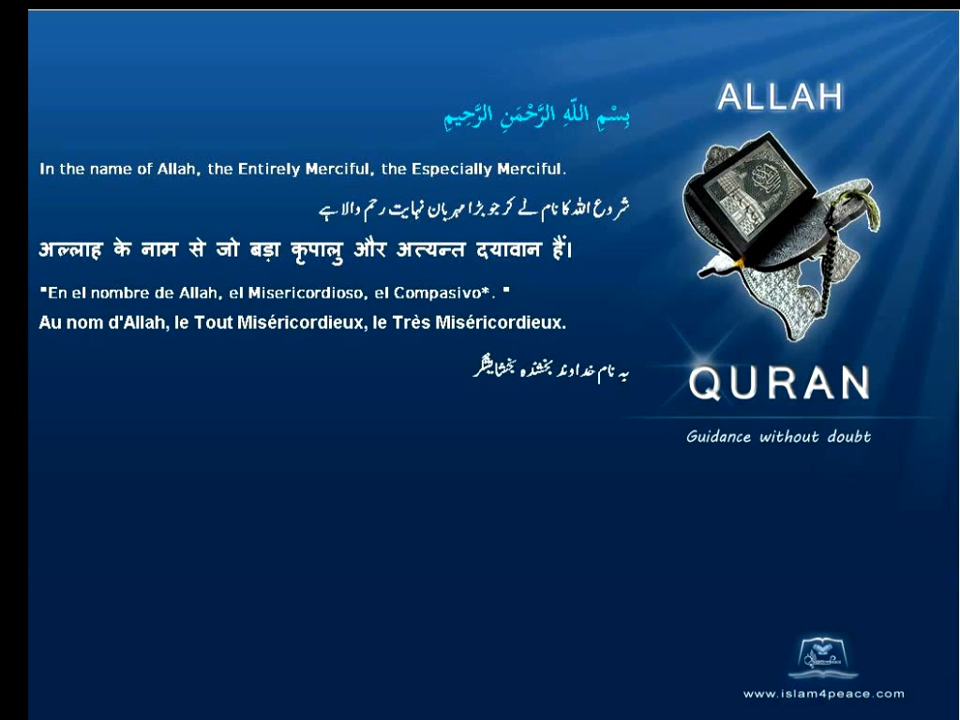 بِسْمِ اللّهِ الرَّحْمَنِ الرَّحِيمِ
In the name of Allah, the Entirely Merciful, the Especially Merciful.
شروع اللہ کا نام لے کر جو بڑا مہربان نہایت رحم والا ہے
अल्लाह के नाम से जो बड़ा कृपालु और अत्यन्त दयावान हैं।
"En el nombre de Allah, el Misericordioso, el Compasivo*. "
Au nom d'Allah, le Tout Miséricordieux, le Très Miséricordieux.
به نام خداوند بخشنده بخشایشگر
ALLAH
QURAN
Guidance without doubt
www.islam4peace.com